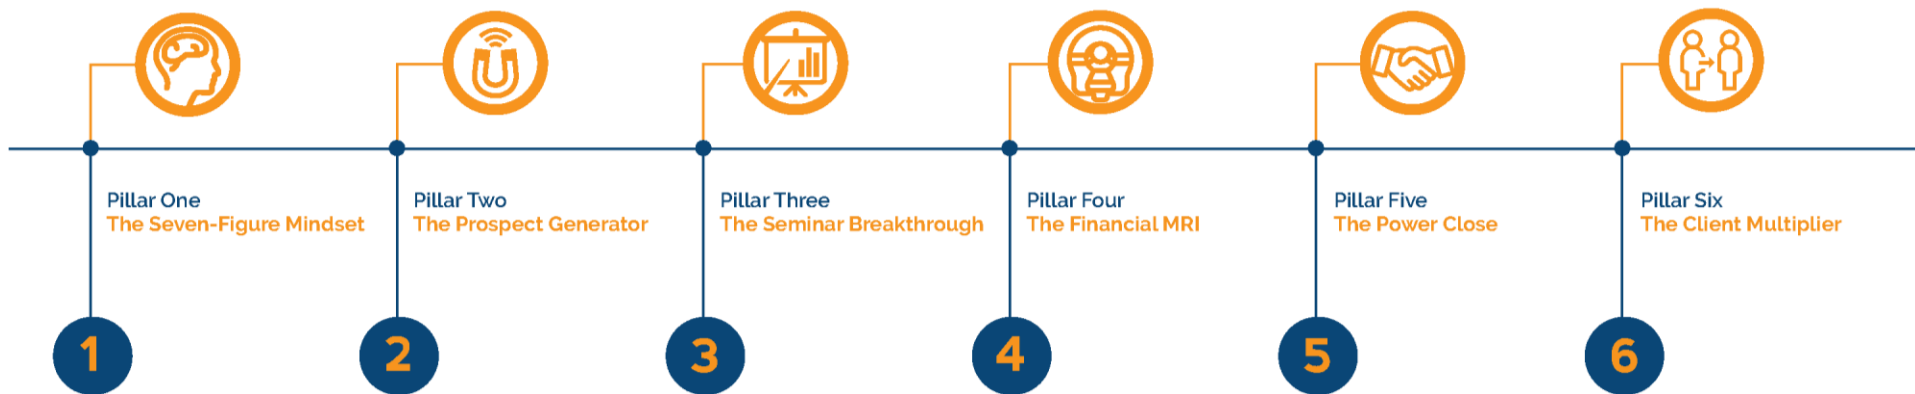 Pillar One
The Seven-Figure Mindset
1
Pillar Two
The Prospect Generator
2
Pillar Three
The Seminar Breakthrough
3
Pillar Four
The Financial MRI
4
Pillar Five
The Power Close
5
Pillar Six
The Client Multiplier
6